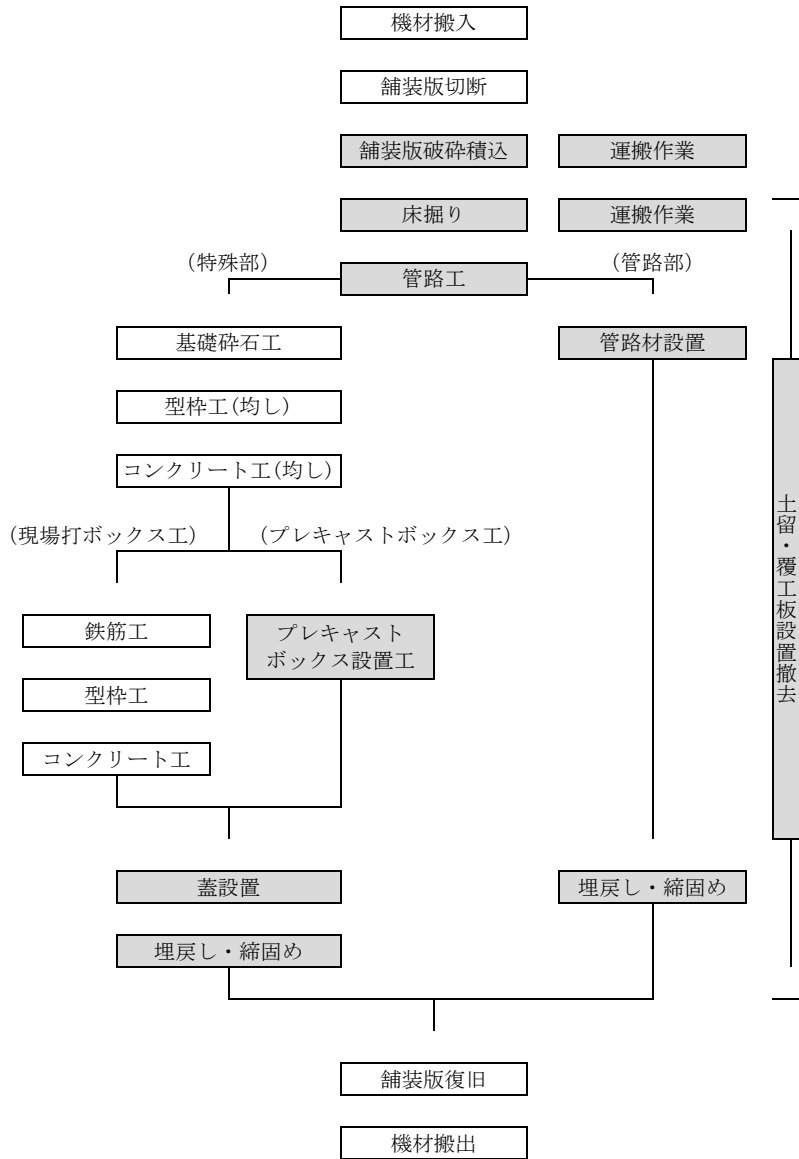 機材搬入
舗装版切断
舗装版破砕積込
運搬作業
床掘り
運搬作業
(特殊部)
管路工
(管路部)
基礎砕石工
管路材設置
型枠工(均し)
コンクリート工(均し)
(現場打ボックス工)
(プレキャストボックス工)
鉄筋工
プレキャスト
ボックス設置工
型枠工
コンクリート工
土留・覆工板設置撤去
蓋設置
埋戻し・締固め
埋戻し・締固め
舗装版復旧
機材搬出